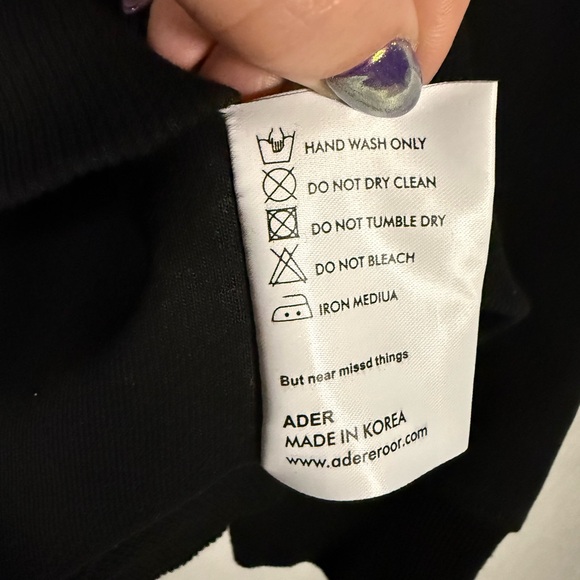 HAND WASH ONLY
DO NOT DRY CLEAN
DO NOT TUMBLE DRY
DO NOT BLEACH
IRON MEDIUA
But near missd things
ADER
MADE IN KOREA
www.adereroor.com